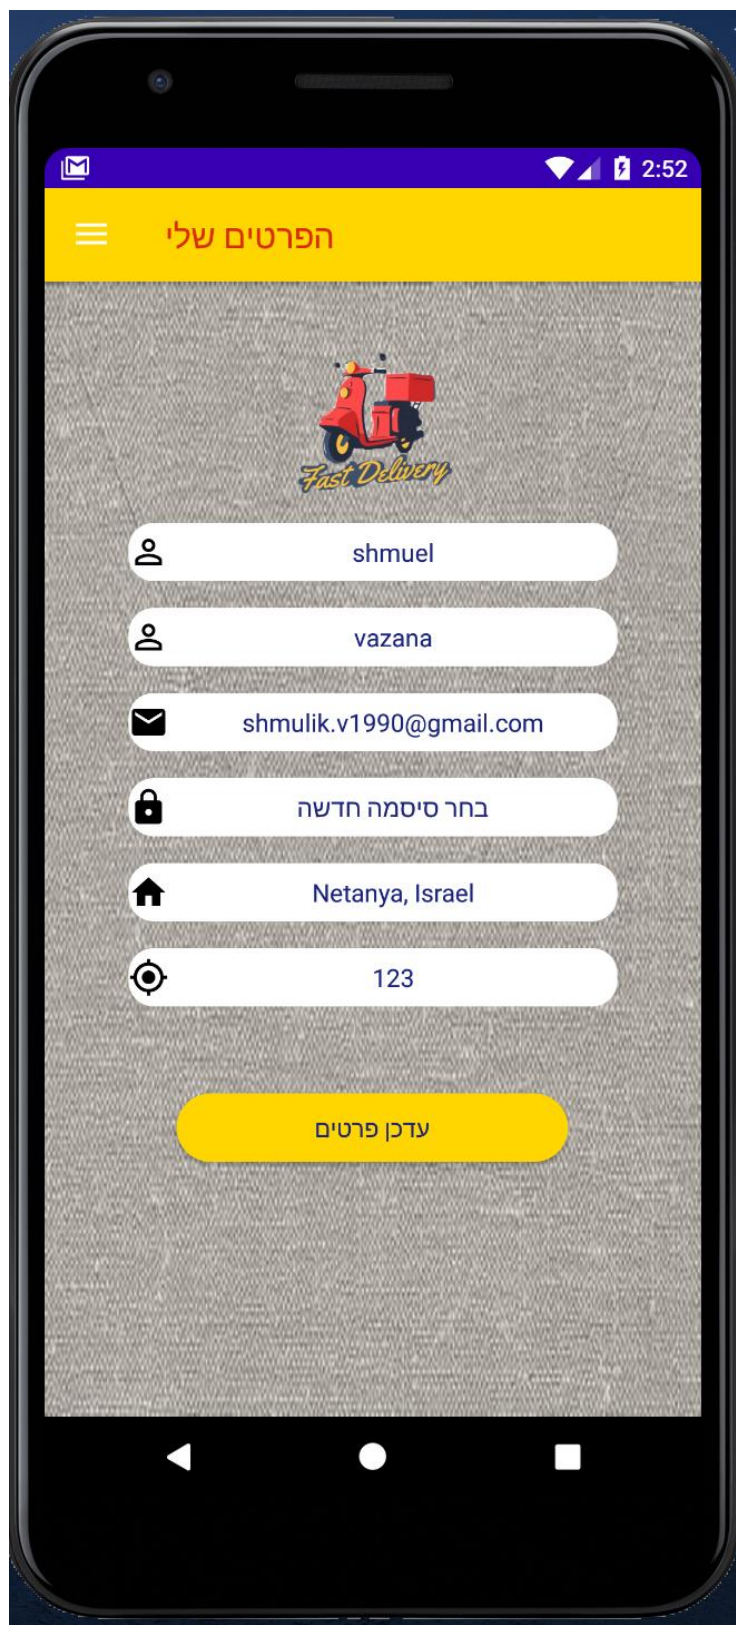 2:52
הפרטים שלי
Fast Delivery
shmuel
vazana
shmulik.v1990@gmail.com
בחר סיסמה חדשה
Netanya, Israel
123
עדכן פרטים